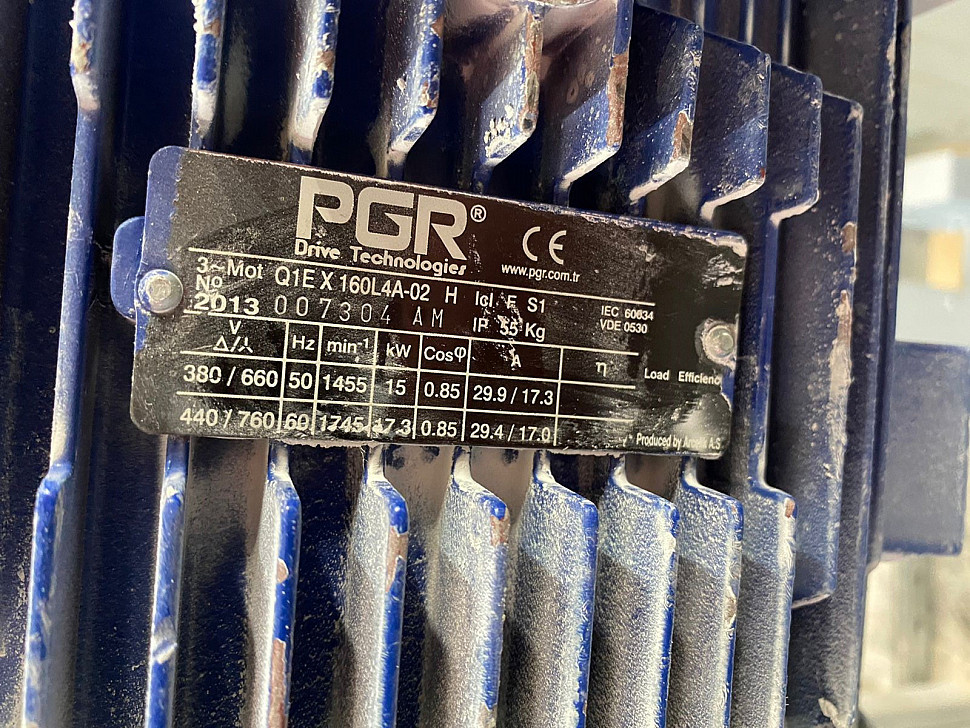 PGR®
Drive Technologies
CE
www.pgr.com.tr
3~Mot Q1E X 160L4A-02 H Icl F S1
No 2013 007304 AM IP 55 Kg
IEC 60034
VDE 0530
V Hz min-1 kW Cosφ A η
Δ/⅄
380 / 660 50 1455 15 0.85 29.9 / 17.3
Load Efficienc
440 / 760 60 1745 17.3 0.85 29.4 / 17.0
Produced by A.S